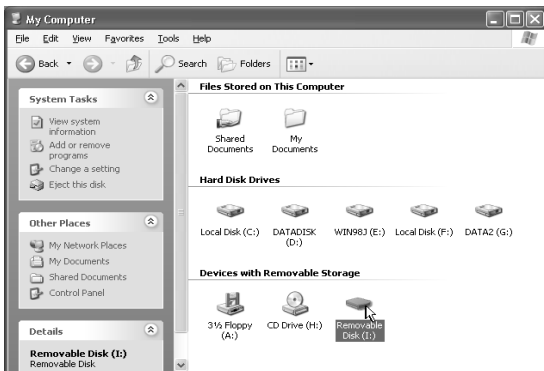 My Computer
File Edit View Favorites Tools Help
Back Search Folders
System Tasks
View system
information
Add or remove
programs
Change a setting
Eject this disk
Other Places
My Network Places
My Documents
Shared Documents
Control Panel
Details
Removable Disk (I:)
Removable Disk
Files Stored on This Computer
Shared
Documents
My
Documents
Hard Disk Drives
Local Disk (C:)
DATADISK
(D:)
WIN98J (E:)
Local Disk (F:)
DATA2 (G:)
Devices with Removable Storage
3½ Floppy
(A:)
CD Drive (H:)
Removable
Disk (I:)